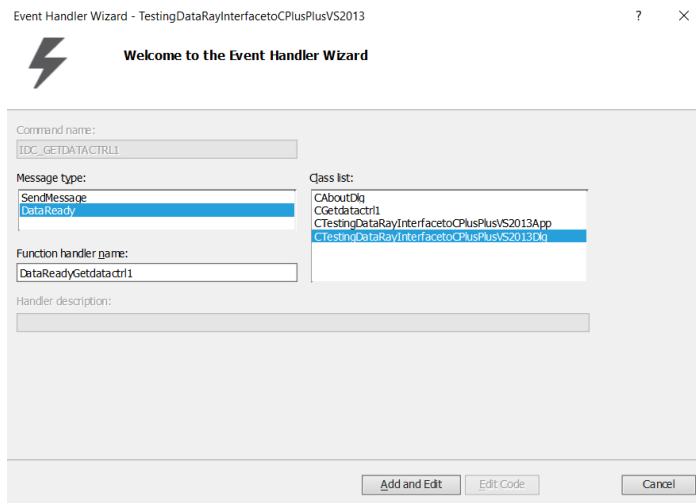 Event Handler Wizard - TestingDataRayInterfacetoCPlusPlusVS2013 ?
Welcome to the Event Handler Wizard
Command name:
IDC_GETDATACTRL1
Message type:
SendMessage
DataReady
Class list:
CAboutDlg
CGetdatactrl1
CTestingDataRayInterfacetoCPlusPlusVS2013App
CTestingDataRayInterfacetoCPlusPlusVS2013Dlg
Function handler name:
DataReadyGetdatactrl1
Handler description:
Add and Edit Edit Code Cancel